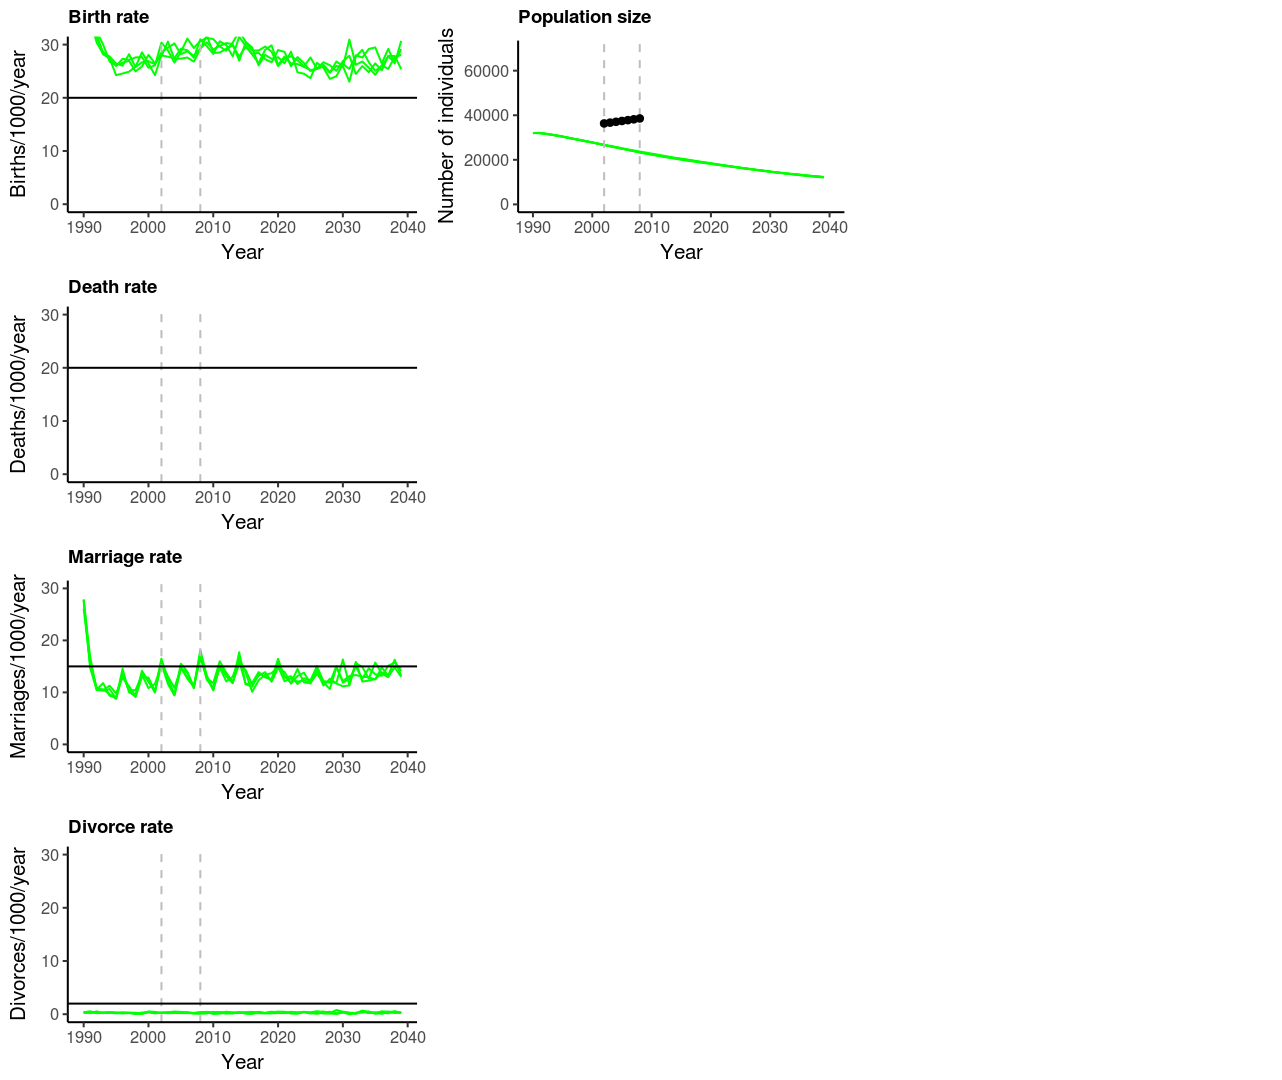 Birth rate
Births/1000/year
30
20
10
0
1990 2000 2010 2020 2030 2040
Year
Population size
Number of individuals
60000
40000
20000
0
1990 2000 2010 2020 2030 2040
Year
Death rate
Deaths/1000/year
30
20
10
0
1990 2000 2010 2020 2030 2040
Year
Marriage rate
Marriages/1000/year
30
20
10
0
1990 2000 2010 2020 2030 2040
Year
Divorce rate
Divorces/1000/year
30
20
10
0
1990 2000 2010 2020 2030 2040
Year